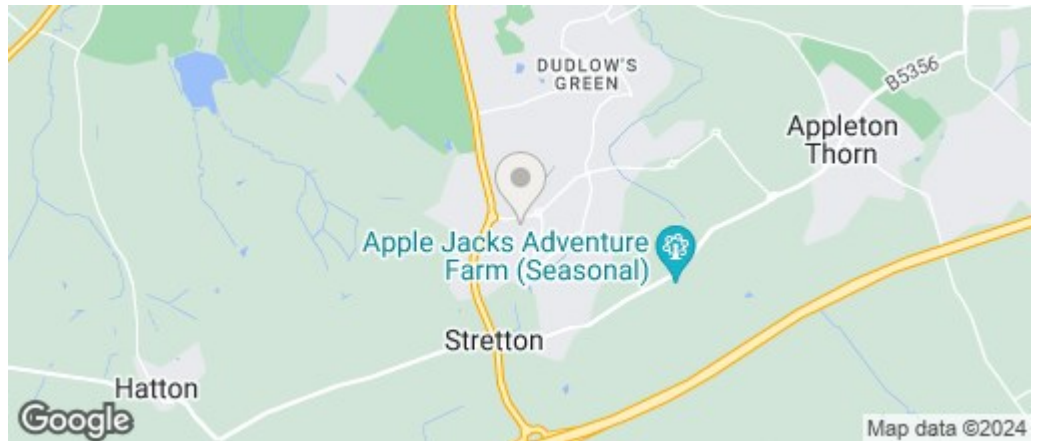 DUDLOW'S
GREEN
B5356
Appleton
Thorn
Apple Jacks Adventure
Farm (Seasonal)
Stretton
Hatton
Google
Map data ©2024